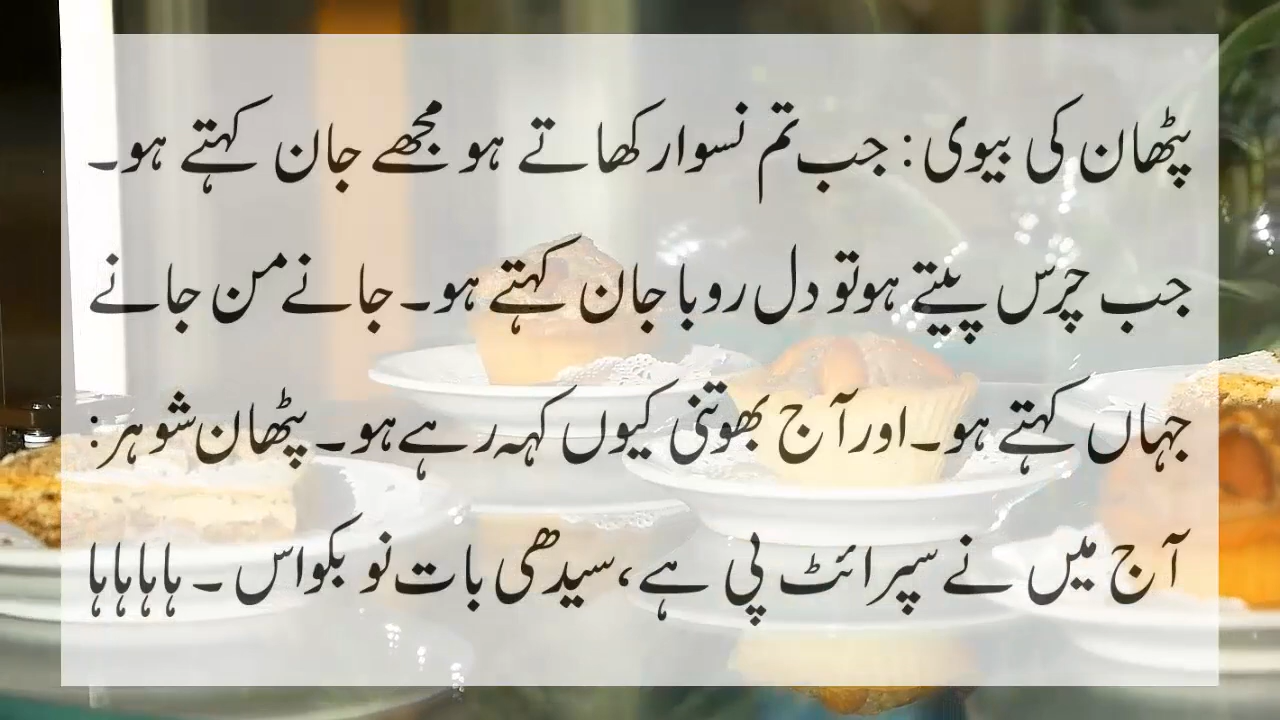 پٹھان کی بیوی : جب تم نسوار کھاتے ہو مجھے جان کہتے ہو۔
جب چرس پیتے ہوتو دل روبا جان کہتے ہو۔ جانے من جانے
جہاں کہتے ہو۔ اور آج بھوتنی کیوں کہہ رہے ہو۔ پٹھان شوہر :
آج میں نے سپرائٹ پی ہے، سیدھی بات نو بکواس ۔ ہاہاہاہا